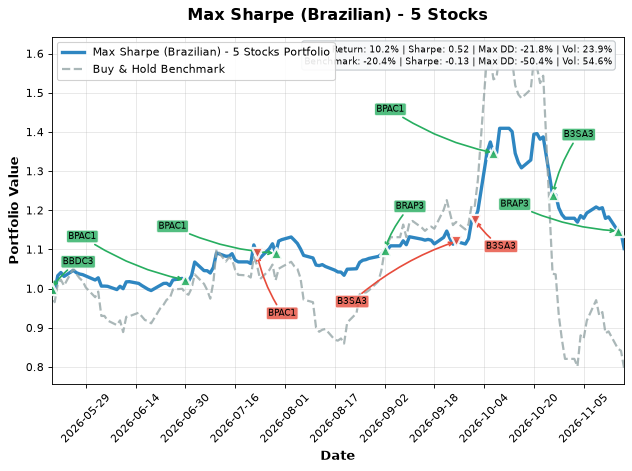 Max Sharpe (Brazilian) - 5 Stocks
Return: 10.2% | Sharpe: 0.52 | Max DD: -21.8% | Vol: 23.9%
Benchmark: -20.4% | Sharpe: -0.13 | Max DD: -50.4% | Vol: 54.6%
Max Sharpe (Brazilian) - 5 Stocks Portfolio
Buy & Hold Benchmark
Portfolio Value
1.6
1.5
1.4
1.3
1.2
1.1
1.0
0.9
0.8
BPAC1
B3SA3
BRAP3
BRAP3
BPAC1
BPAC1
B3SA3
BBDC3
B3SA3
BPAC1
2026-05-29
2026-06-14
2026-06-30
2026-07-16
2026-08-01
2026-08-17
2026-09-02
2026-09-18
2026-10-04
2026-10-20
2026-11-05
Date